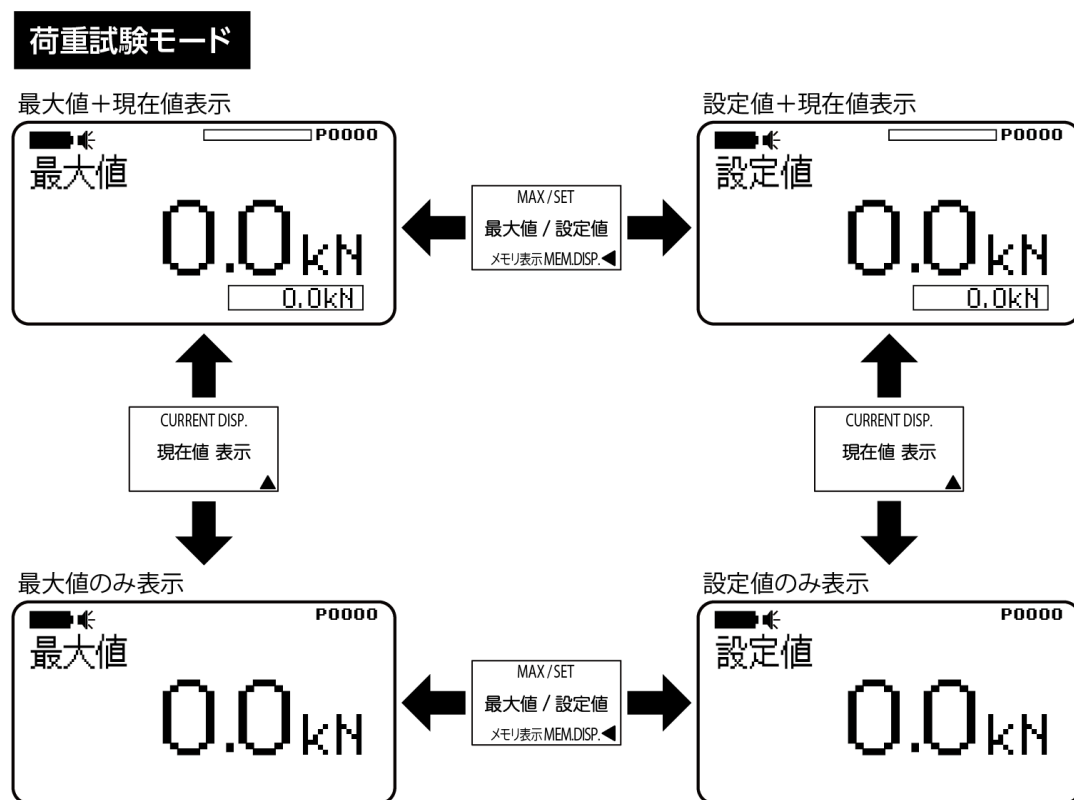 荷重試験モード
最大値＋現在値表示
P0000
最大値
0.0kN
0.0kN
MAX / SET
最大値 / 設定値
メモリ表示 MEM.DISP.◀
設定値＋現在値表示
P0000
設定値
0.0kN
0.0kN
CURRENT DISP.
現在値 表示
▲
CURRENT DISP.
現在値 表示
▲
最大値のみ表示
P0000
最大値
0.0kN
MAX / SET
最大値 / 設定値
メモリ表示 MEM.DISP.◀
設定値のみ表示
P0000
設定値
0.0kN